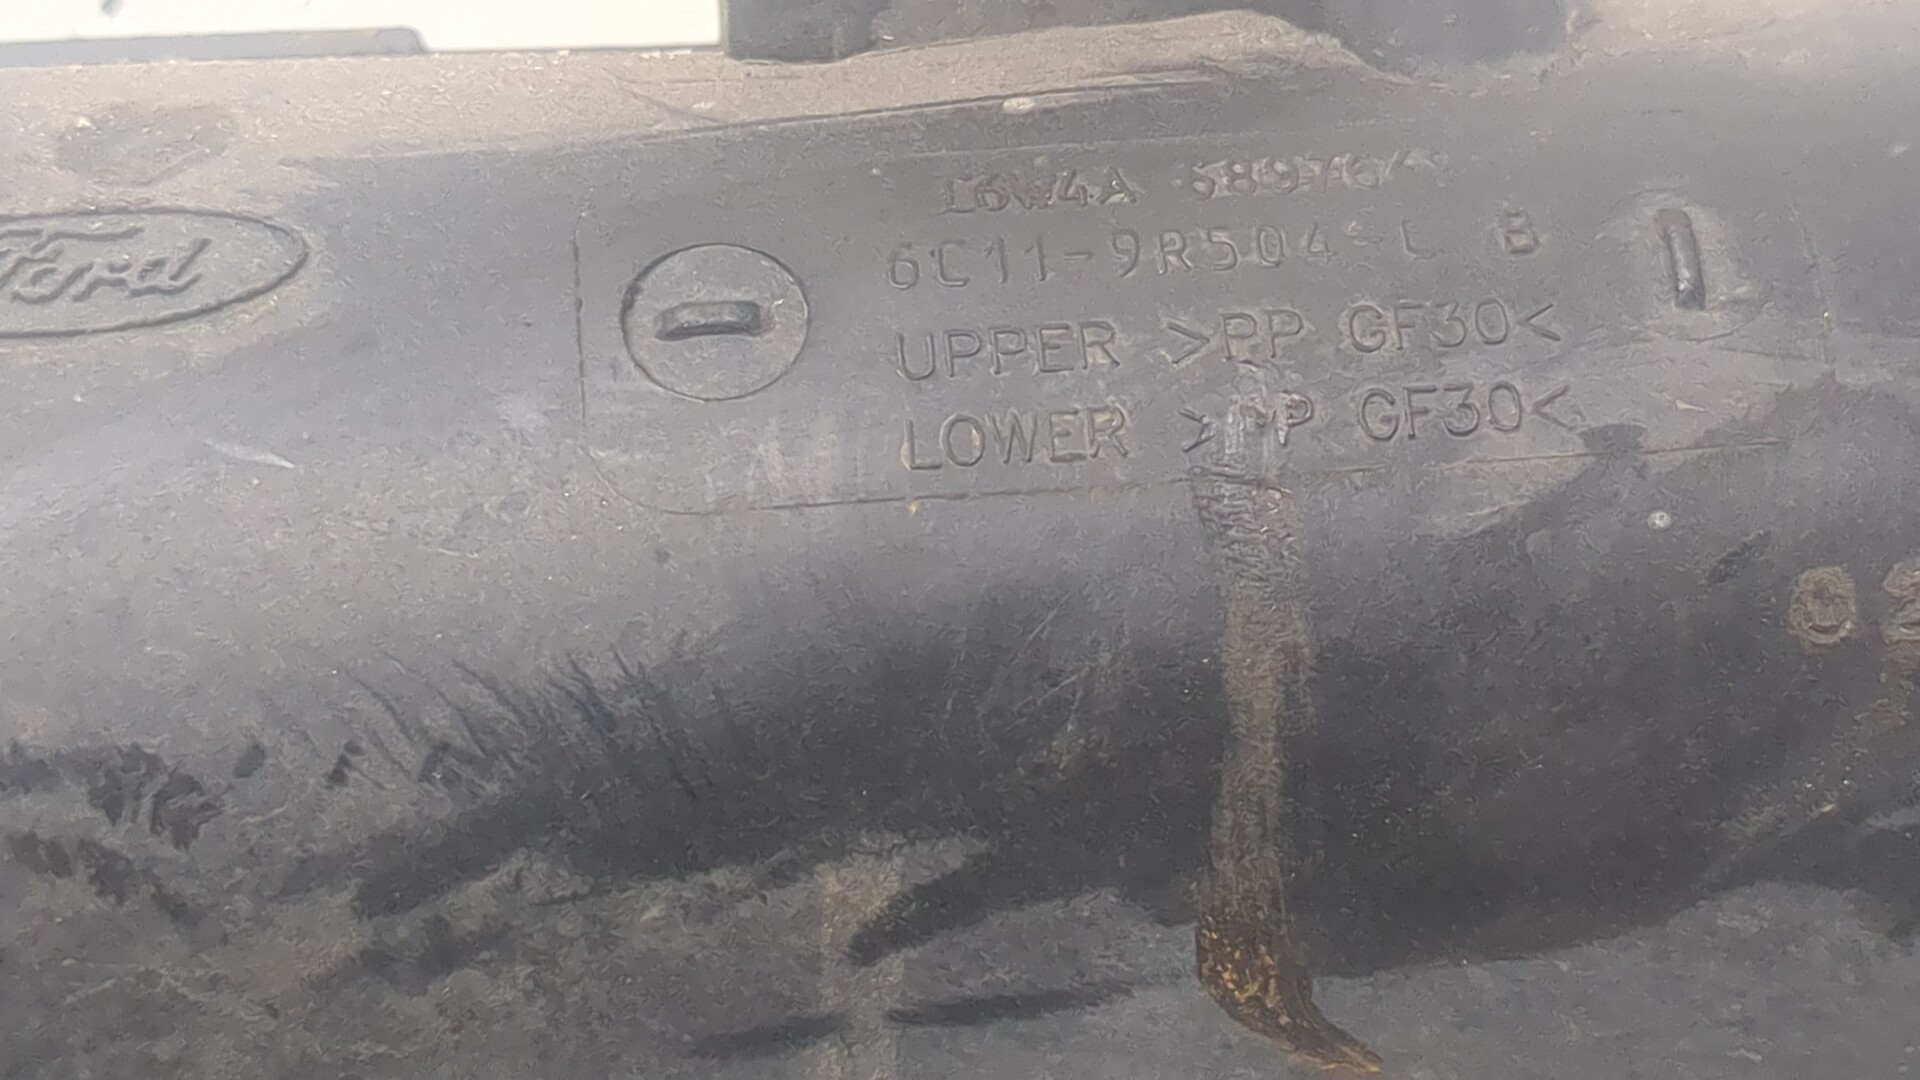 Ford
6C11-9R504-L B
UPPER >PP GF30<
LOWER >PP GF30<